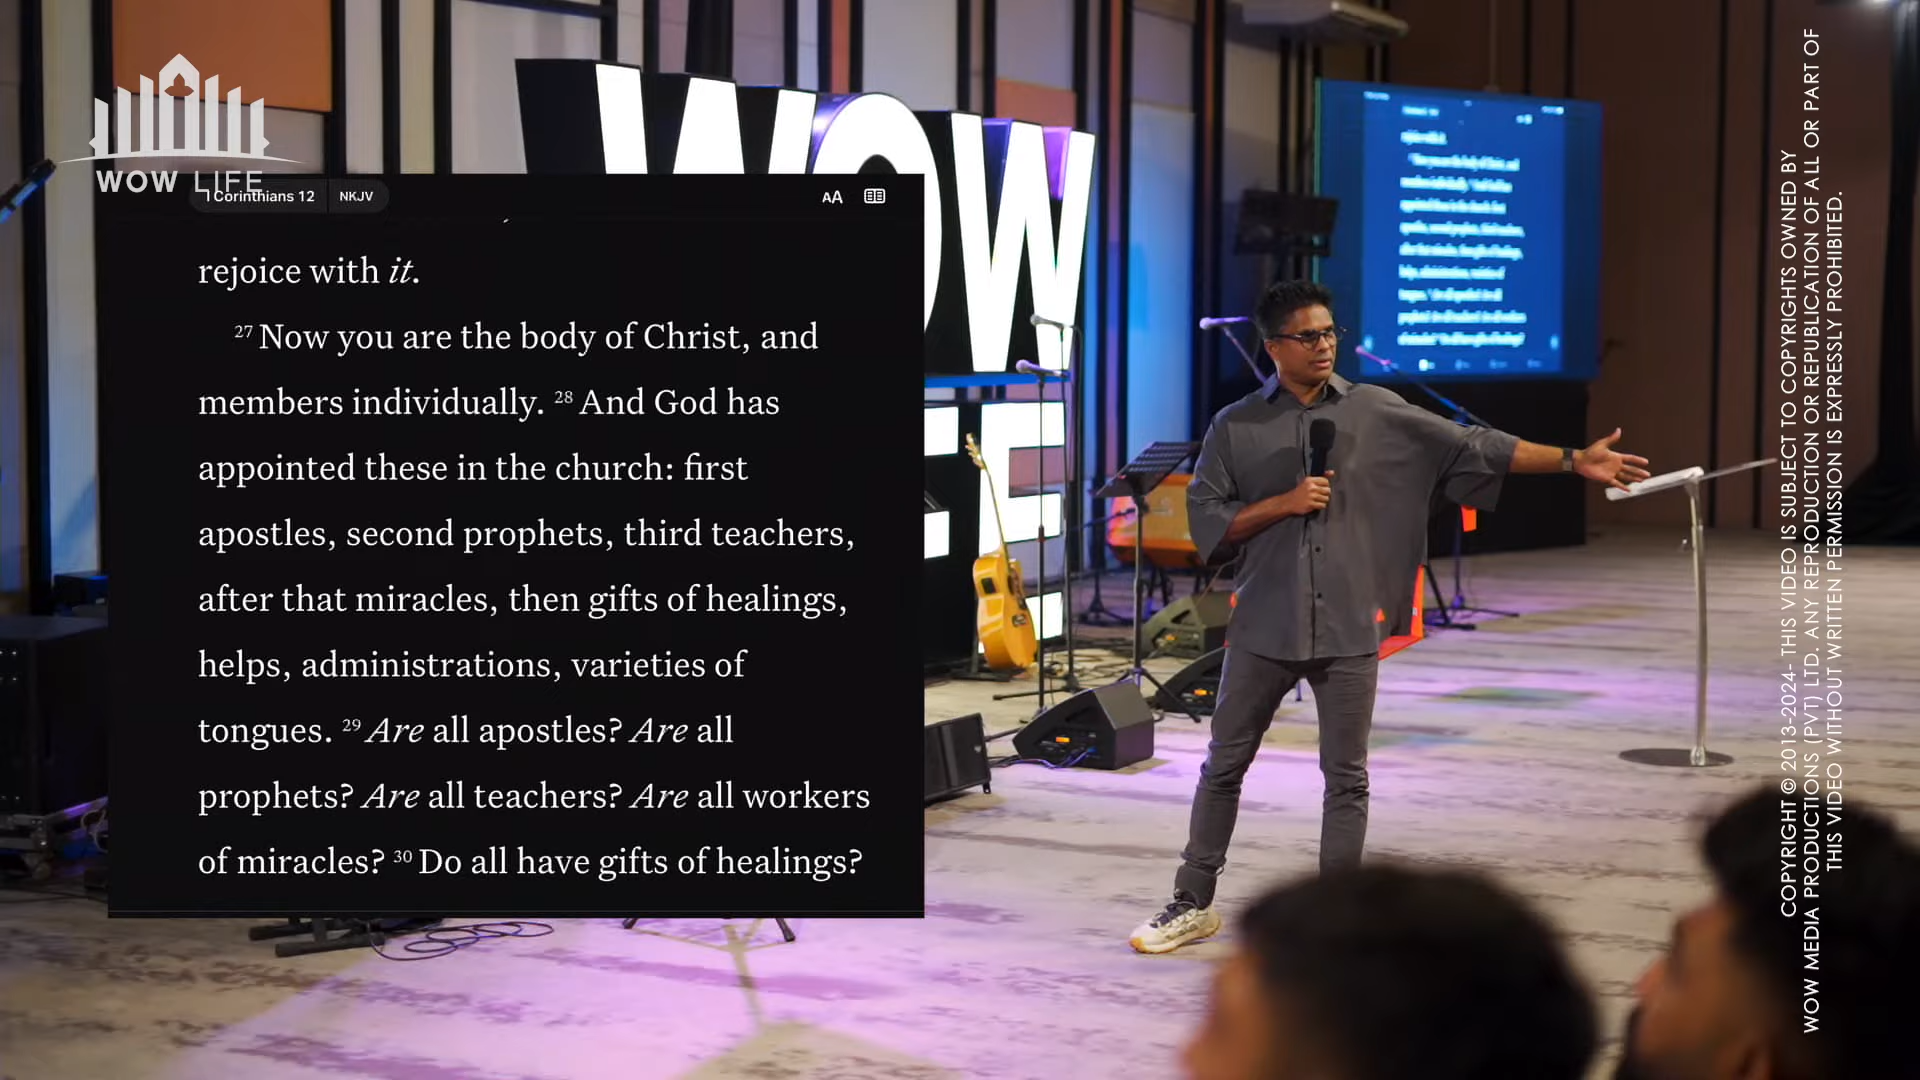 WOW LIFE
1 Corinthians 12 NKJV AA
rejoice with it.
27 Now you are the body of Christ, and
members individually. 28 And God has
appointed these in the church: first
apostles, second prophets, third teachers,
after that miracles, then gifts of healings,
helps, administrations, varieties of
tongues. 29 Are all apostles? Are all
prophets? Are all teachers? Are all workers
of miracles? 30 Do all have gifts of healings?
WOW
COPYRIGHT © 2013-2024- THIS VIDEO IS SUBJECT TO COPYRIGHTS OWNED BY
WOW MEDIA PRODUCTIONS (PVT) LTD. ANY REPRODUCTION OR REPUBLICATION OF ALL OR PART OF
THIS VIDEO WITHOUT WRITTEN PERMISSION IS EXPRESSLY PROHIBITED.